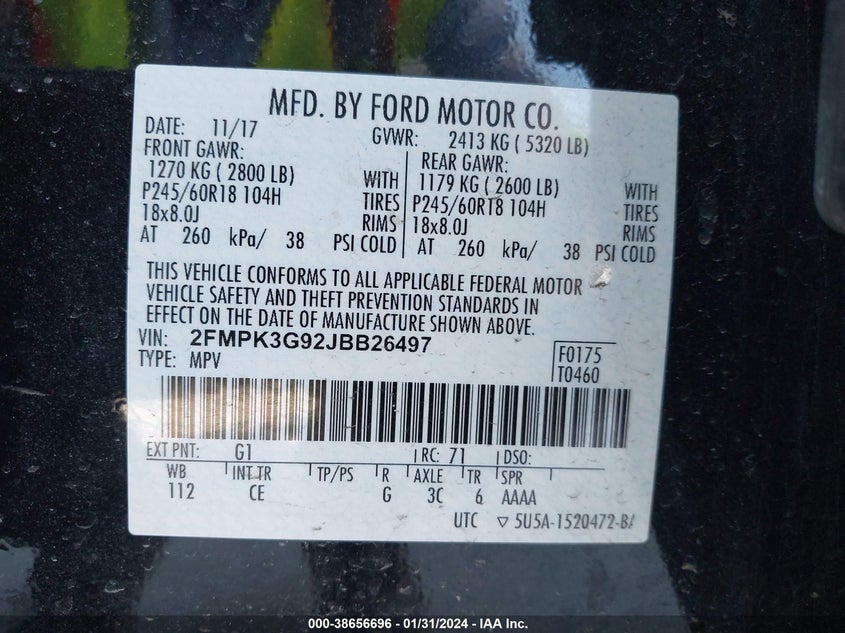 MFD. BY FORD MOTOR CO.
DATE: 11/17 GVWR: 2413 KG ( 5320 LB)
FRONT GAWR: REAR GAWR:
1270 KG ( 2800 LB) WITH 1179 KG ( 2600 LB) WITH
P245/60R18 104H TIRES P245/60R18 104H TIRES
18x8.0J RIMS 18x8.0J RIMS
AT 260 kPa/ 38 PSI COLD AT 260 kPa/ 38 PSI COLD
THIS VEHICLE CONFORMS TO ALL APPLICABLE FEDERAL MOTOR
VEHICLE SAFETY AND THEFT PREVENTION STANDARDS IN
EFFECT ON THE DATE OF MANUFACTURE SHOWN ABOVE.
VIN: 2FMPK3G92JBB26497
TYPE: MPV
F0175
T0460
EXT PNT: G1 RC: 71 DSO:
WB INT TR TP/PS R AXLE TR SPR
112 CE G 3C 6 AAAA
UTC ▽ 5U5A-1520472-BA
000-38656696 - 01/31/2024 - IAA Inc.